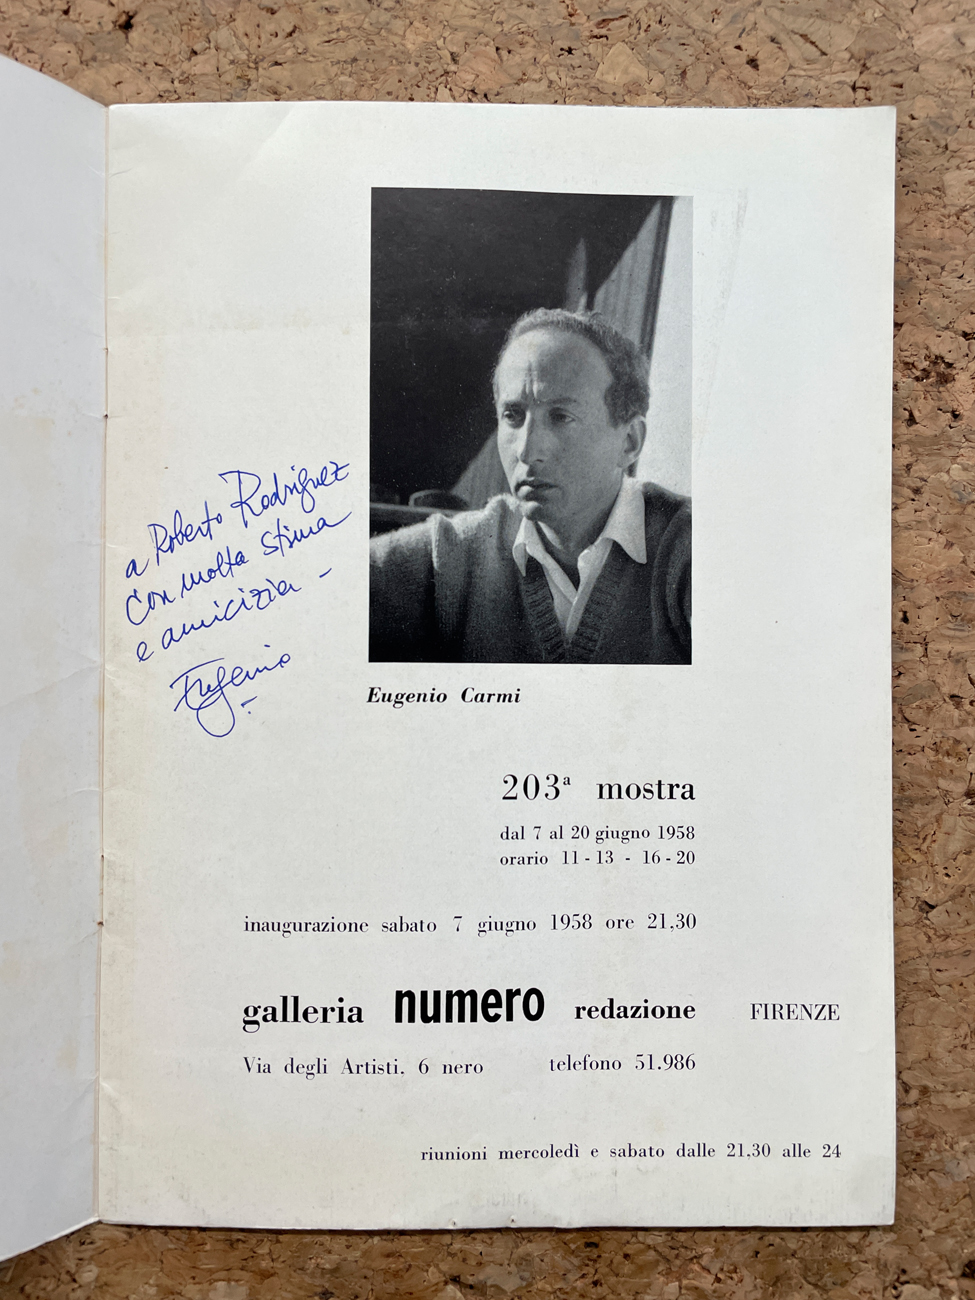 a Roberto Rodriguez
con molta stima
e amicizia -
Eugenio
Eugenio Carmi
203ª mostra
dal 7 al 20 giugno 1958
orario 11 - 13 - 16 - 20
inaugurazione sabato 7 giugno 1958 ore 21,30
galleria numero redazione FIRENZE
Via degli Artisti, 6 nero telefono 51.986
riunioni mercoledì e sabato dalle 21,30 alle 24